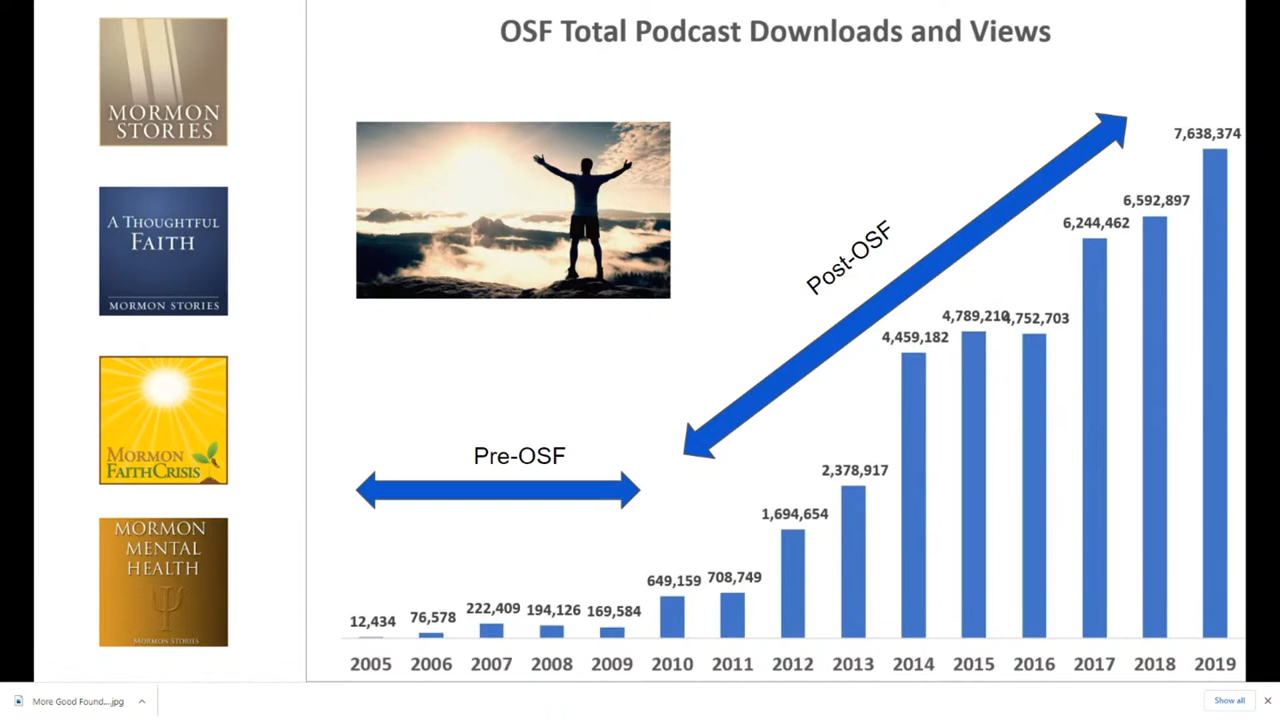 OSF Total Podcast Downloads and Views
MORMON
STORIES
A THOUGHTFUL
FAITH
MORMON STORIES
MORMON
FAITHCRISIS
MORMON
MENTAL
HEALTH
Ψ
MORMON STORIES
Pre-OSF
Post-OSF
12,434
76,578
222,409
194,126
169,584
649,159
708,749
1,694,654
2,378,917
4,459,182
4,789,210
4,752,703
6,244,462
6,592,897
7,638,374
2005 2006 2007 2008 2009 2010 2011 2012 2013 2014 2015 2016 2017 2018 2019
More Good Found....jpg
Show all